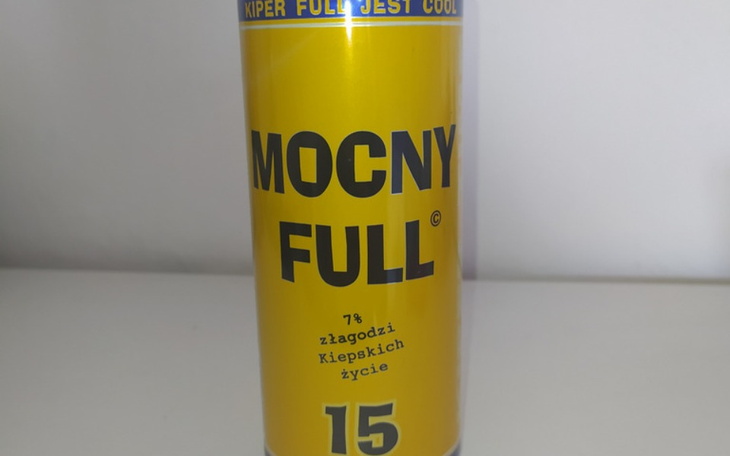 KIPER FULL JEST COOL
MOCNY
FULL©
7%
złagodzi
Kiepskich
życie
15